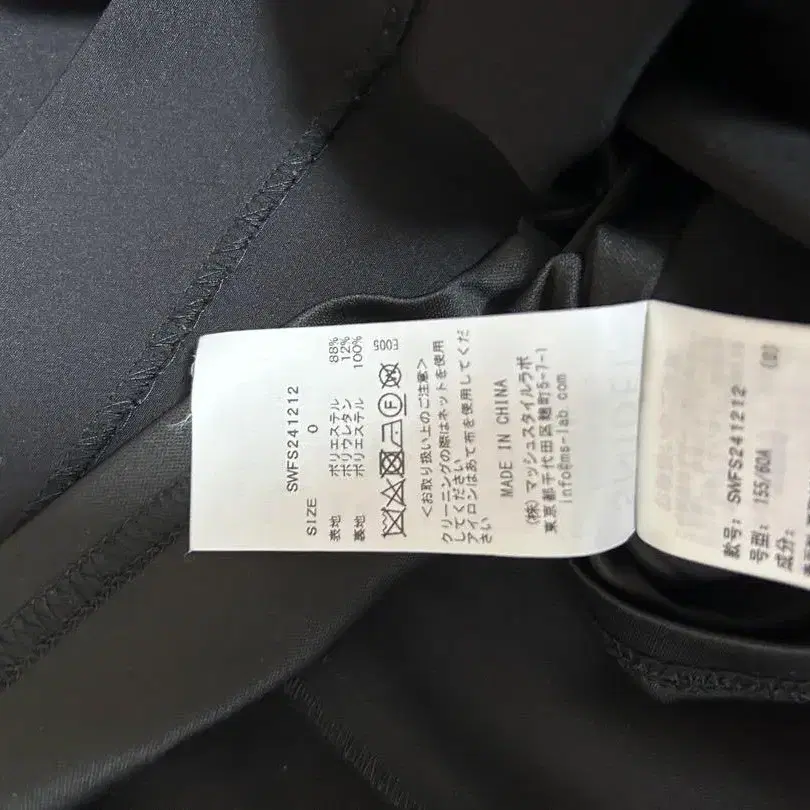 SWFS241212
SIZE 0
表地 ポリエステル 88%
ポリウレタン 12%
裏地 ポリエステル 100%
E005
F
<お取り扱い上のご注意>
クリーニングの際はネットを使用
してください
アイロンはあて布を使用してくだ
さい
MADE IN CHINA
(株)マッシュスタイルラボ
東京都千代田区麹町5-7-1
info@ms-lab.com
款号: SWFS241212
号型: 155/60A (0)
成分: